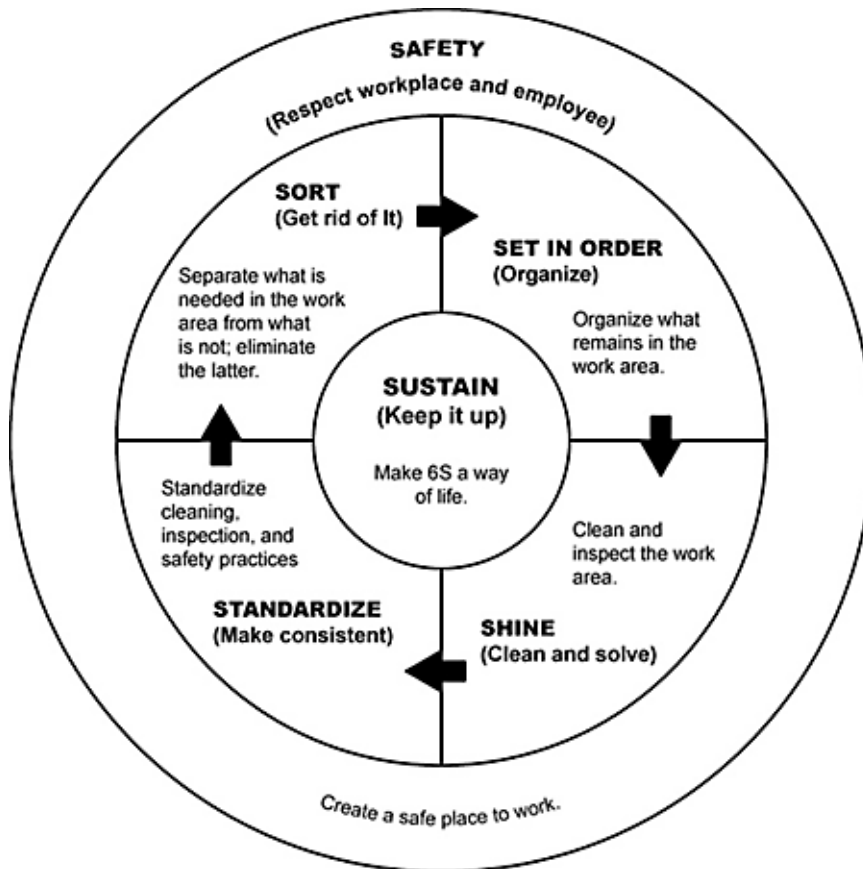 SAFETY
(Respect workplace and employee)
SORT
(Get rid of It)
Separate what is
needed in the work
area from what
is not; eliminate
the latter.
SET IN ORDER
(Organize)
Organize what
remains in the
work area.
SUSTAIN
(Keep it up)
Make 6S a way
of life.
Clean and
inspect the work
area.
SHINE
(Clean and solve)
Standardize
cleaning,
inspection, and
safety practices
STANDARDIZE
(Make consistent)
Create a safe place to work.